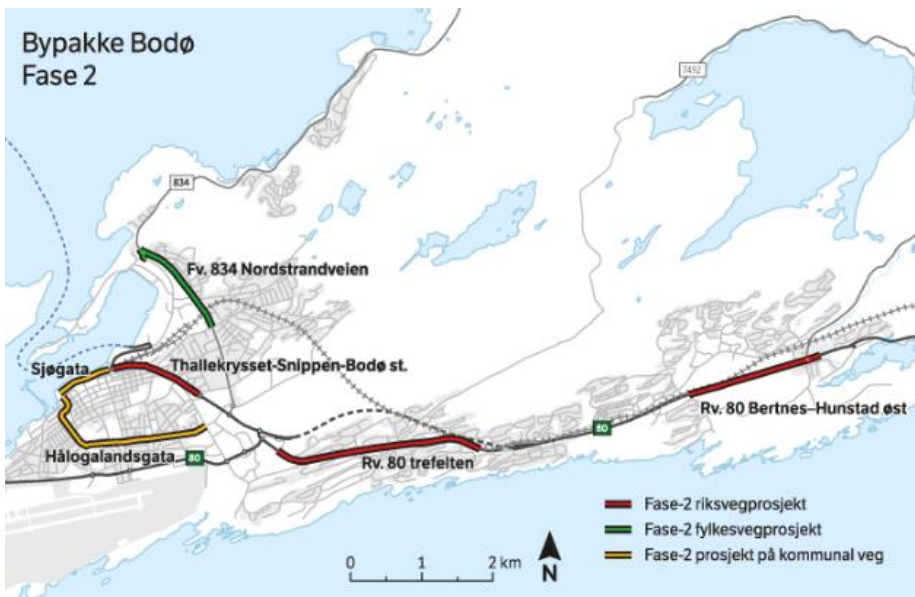 Bypakke Bodø
Fase 2
7492
834
Fv. 834 Nordstrandveien
Sjøgata
Thallekrysset-Snippen-Bodø st.
Rv. 80 Bertnes–Hunstad øst
80
Hålogalandsgata
80
Rv. 80 trefelten
Fase-2 riksvegprosjekt
Fase-2 fylkesvegprosjekt
Fase-2 prosjekt på kommunal veg
0 1 2 km
N